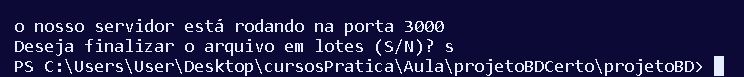 o nosso servidor está rodando na porta 3000
Deseja finalizar o arquivo em lotes (S/N)? s
PS C:\Users\User\Desktop\cursosPratica\Aula\projetoBDCerto\projetoBD>